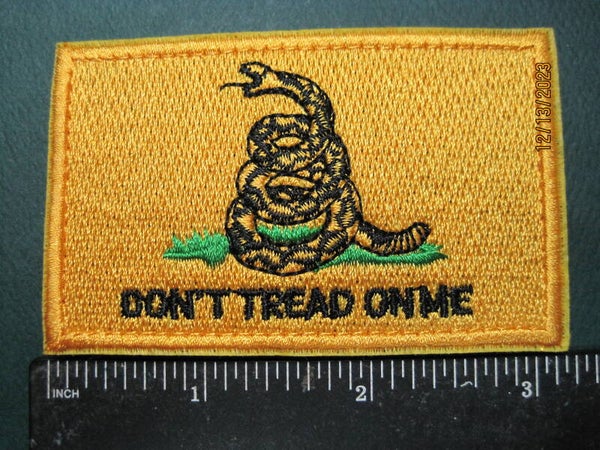 12/13/2023
DON'T TREAD ON ME
INCH 1 2 3